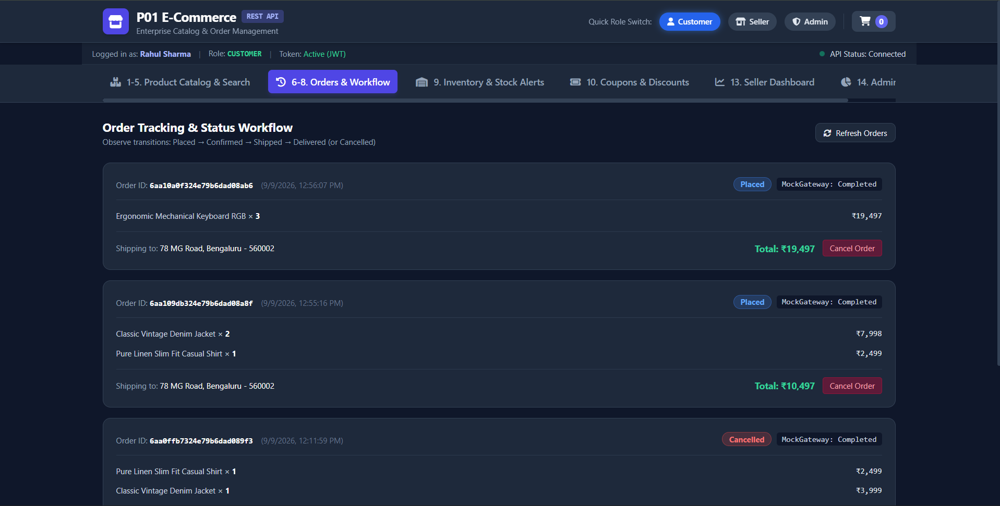 P01 E-Commerce REST API
Enterprise Catalog & Order Management
Quick Role Switch: Customer Seller Admin 0
Logged in as: Rahul Sharma | Role: CUSTOMER | Token: Active (JWT)
API Status: Connected
1-5. Product Catalog & Search 6-8. Orders & Workflow 9. Inventory & Stock Alerts 10. Coupons & Discounts 13. Seller Dashboard 14. Admin
Order Tracking & Status Workflow
Observe transitions: Placed → Confirmed → Shipped → Delivered (or Cancelled)
Refresh Orders
Order ID: 6aa10a0f324e79b6dad08ab6 (9/9/2026, 12:56:07 PM) Placed MockGateway: Completed
Ergonomic Mechanical Keyboard RGB × 3 ₹19,497
Shipping to: 78 MG Road, Bengaluru - 560002 Total: ₹19,497 Cancel Order
Order ID: 6aa109db324e79b6dad08a8f (9/9/2026, 12:55:16 PM) Placed MockGateway: Completed
Classic Vintage Denim Jacket × 2 ₹7,998
Pure Linen Slim Fit Casual Shirt × 1 ₹2,499
Shipping to: 78 MG Road, Bengaluru - 560002 Total: ₹10,497 Cancel Order
Order ID: 6aa0ffb7324e79b6dad089f3 (9/9/2026, 12:11:59 PM) Cancelled MockGateway: Completed
Pure Linen Slim Fit Casual Shirt × 1 ₹2,499
Classic Vintage Denim Jacket × 1 ₹3,999